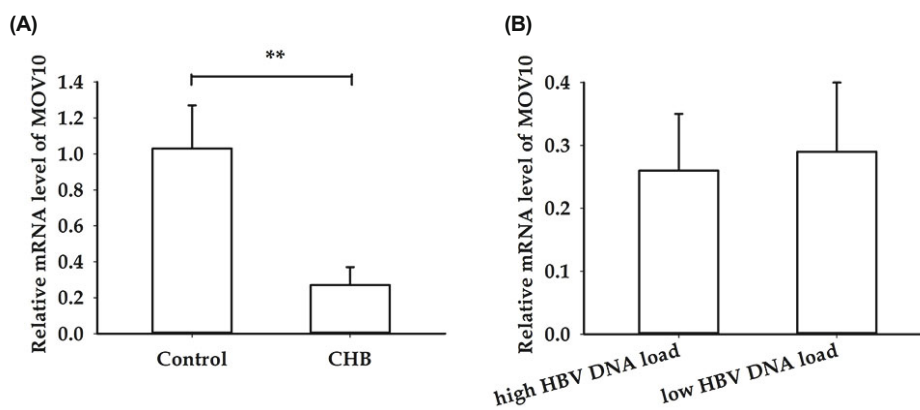 (A)
**
Relative mRNA level of MOV10
1.4
1.2
1.0
0.8
0.6
0.4
0.2
0.0
Control
CHB
(B)
Relative mRNA level of MOV10
0.4
0.3
0.2
0.1
0.0
high HBV DNA load
low HBV DNA load